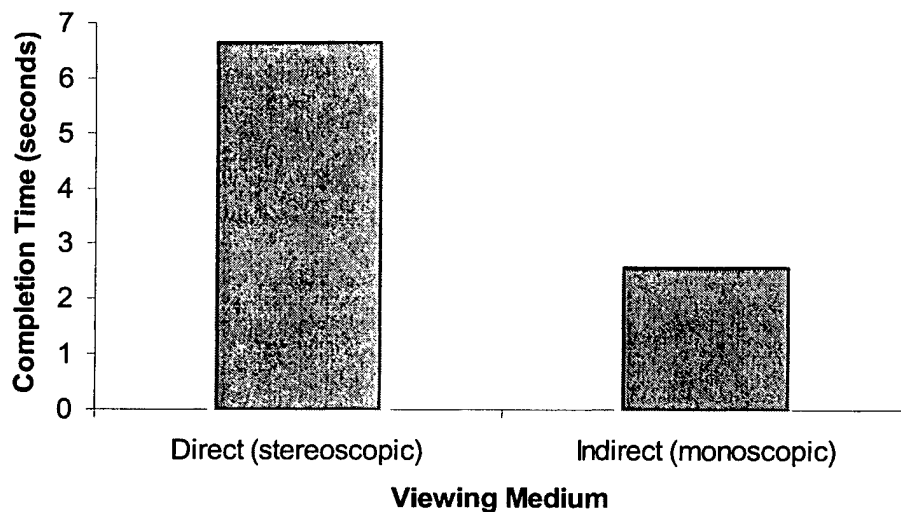 Completion Time (seconds)
7
6
5
4
3
2
1
0
Direct (stereoscopic)
Indirect (monoscopic)
Viewing Medium